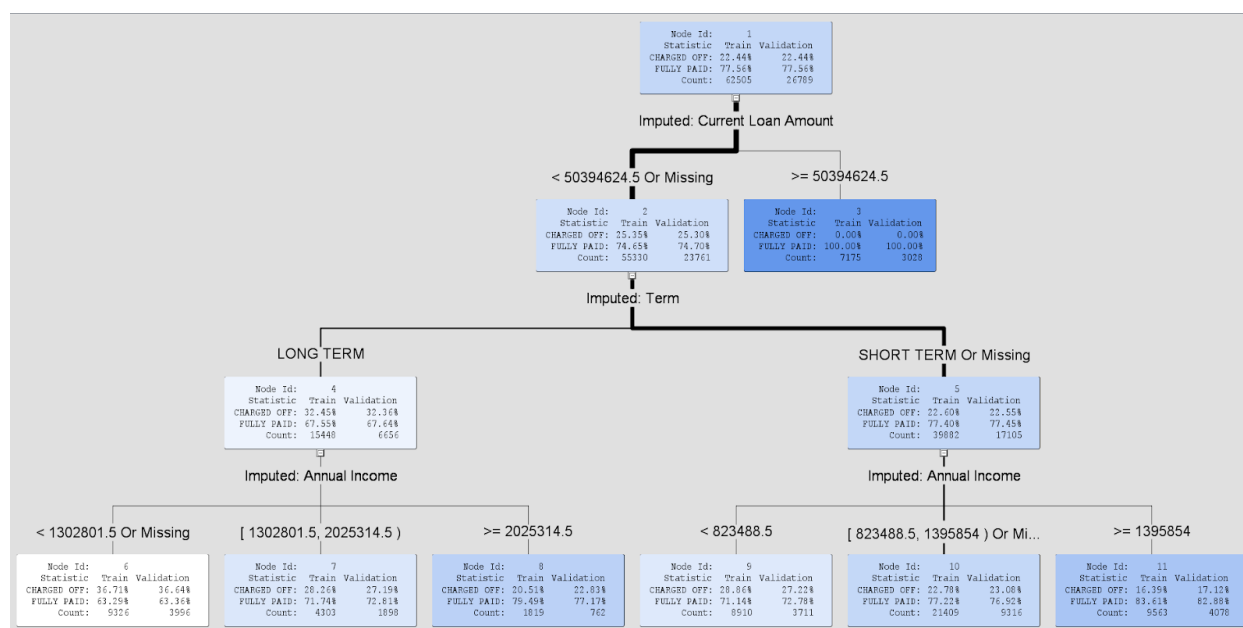 Node Id: 1
Statistic Train Validation
CHARGED OFF: 22.44% 22.44%
FULLY PAID: 77.56% 77.56%
Count: 62505 26789
Imputed: Current Loan Amount
< 50394624.5 Or Missing
>= 50394624.5
Node Id: 2
Statistic Train Validation
CHARGED OFF: 25.35% 25.30%
FULLY PAID: 74.65% 74.70%
Count: 55330 23761
Node Id: 3
Statistic Train Validation
CHARGED OFF: 0.00% 0.00%
FULLY PAID: 100.00% 100.00%
Count: 7175 3028
Imputed: Term
LONG TERM
SHORT TERM Or Missing
Node Id: 4
Statistic Train Validation
CHARGED OFF: 32.45% 32.36%
FULLY PAID: 67.55% 67.64%
Count: 15448 6656
Node Id: 5
Statistic Train Validation
CHARGED OFF: 22.60% 22.55%
FULLY PAID: 77.40% 77.45%
Count: 39882 17105
Imputed: Annual Income
Imputed: Annual Income
< 1302801.5 Or Missing
[ 1302801.5, 2025314.5 )
>= 2025314.5
< 823488.5
[ 823488.5, 1395854 ) Or Mi...
>= 1395854
Node Id: 6
Statistic Train Validation
CHARGED OFF: 36.71% 36.64%
FULLY PAID: 63.29% 63.36%
Count: 9326 3996
Node Id: 7
Statistic Train Validation
CHARGED OFF: 28.26% 27.19%
FULLY PAID: 71.74% 72.81%
Count: 4303 1898
Node Id: 8
Statistic Train Validation
CHARGED OFF: 20.51% 22.83%
FULLY PAID: 79.49% 77.17%
Count: 1819 762
Node Id: 9
Statistic Train Validation
CHARGED OFF: 28.86% 27.22%
FULLY PAID: 71.14% 72.78%
Count: 8910 3711
Node Id: 10
Statistic Train Validation
CHARGED OFF: 22.78% 23.08%
FULLY PAID: 77.22% 76.92%
Count: 21409 9316
Node Id: 11
Statistic Train Validation
CHARGED OFF: 16.39% 17.12%
FULLY PAID: 83.61% 82.88%
Count: 9563 4078